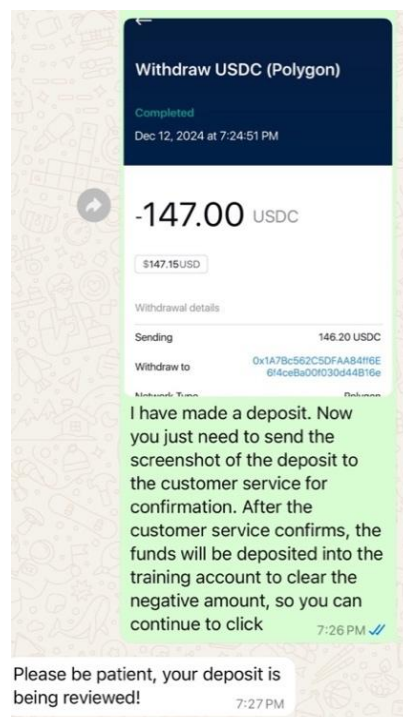 Withdraw USDC (Polygon)
Completed
Dec 12, 2024 at 7:24:51 PM
-147.00 USDC
$147.15USD
Withdrawal details
Sending 146.20 USDC
Withdraw to 0x1A7Bc562C5DFAA84ff6E
6f4ceBa00f030d44B16e
Network Type Polygon
I have made a deposit. Now
you just need to send the
screenshot of the deposit to
the customer service for
confirmation. After the
customer service confirms, the
funds will be deposited into the
training account to clear the
negative amount, so you can
continue to click
7:26 PM
Please be patient, your deposit is
being reviewed!
7:27 PM